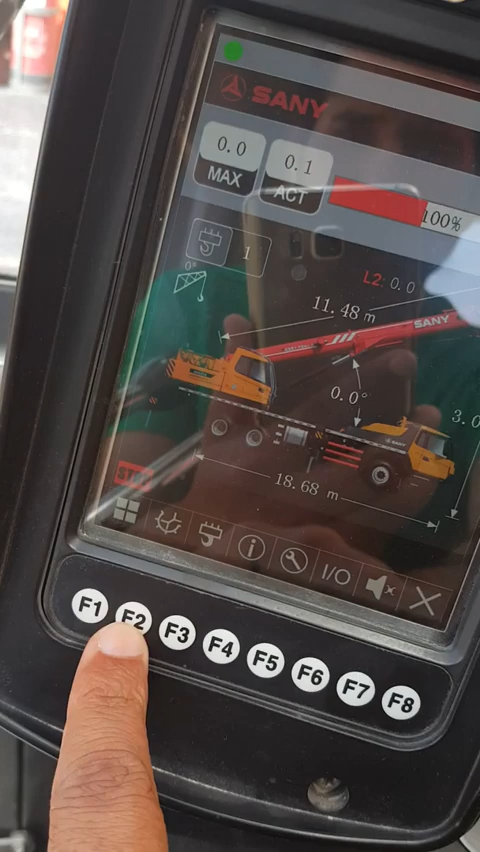 SANY
0.0
MAX
0.1
ACT
100%
1
0°
L2: 0.0
11.48 m
SANY
0.0°
3.0
18.68 m
STOP
I/O
F1
F2
F3
F4
F5
F6
F7
F8